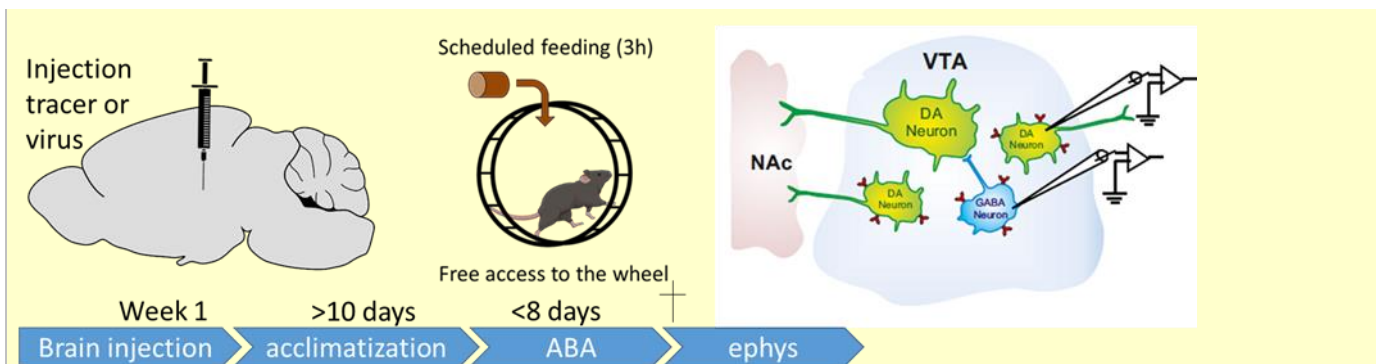 Injection
tracer or
virus
Scheduled feeding (3h)
Free access to the wheel
VTA
NAc
DA
Neuron
DA
Neuron
DA
Neuron
GABA
Neuron
Week 1
>10 days
<8 days
Brain injection
acclimatization
ABA
ephys